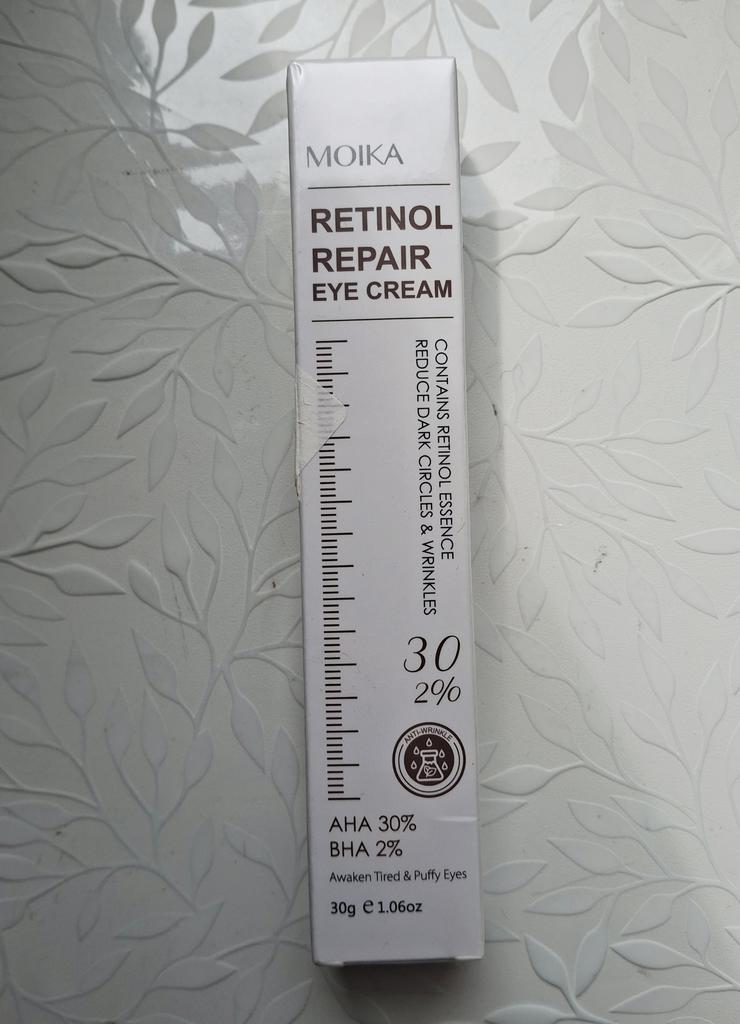 MOIKA
RETINOL
REPAIR
EYE CREAM
CONTAINS RETINOL ESSENCE
REDUCE DARK CIRCLES & WRINKLES
30
2%
ANTI-WRINKLE
AHA 30%
BHA 2%
Awaken Tired & Puffy Eyes
30g e 1.06oz